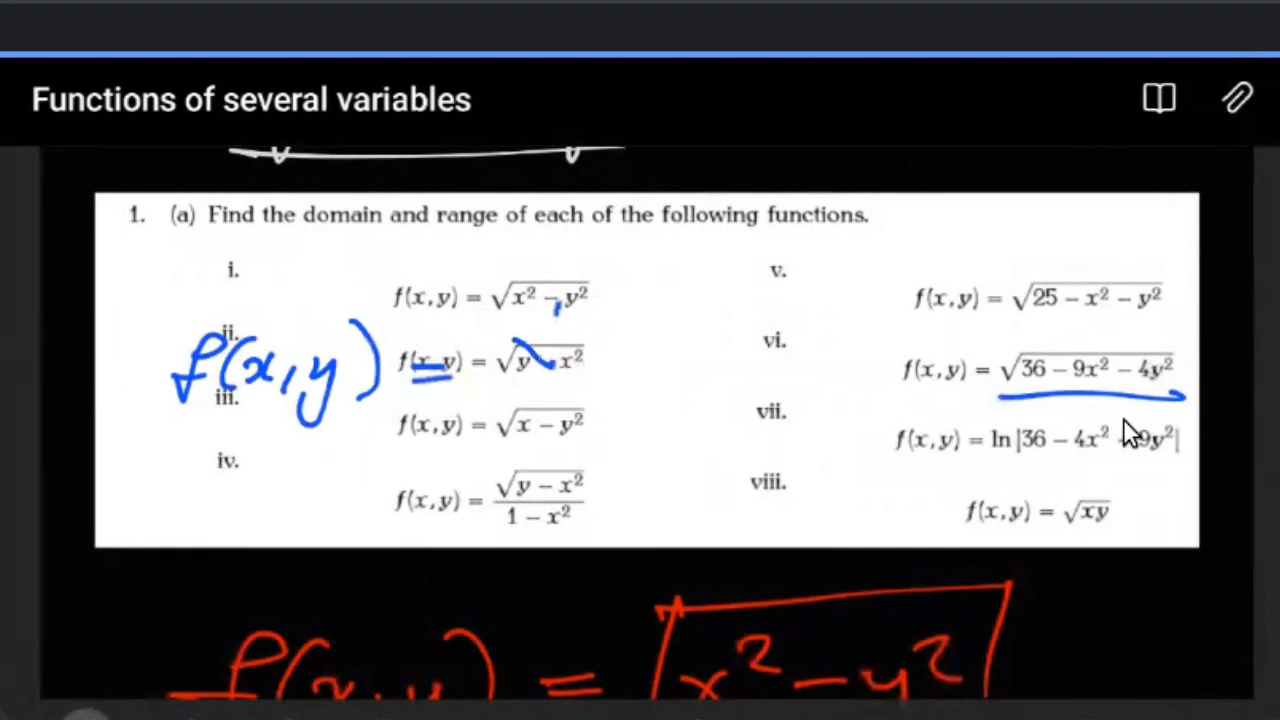 Functions of several variables
1. (a) Find the domain and range of each of the following functions.
i.
f(x, y) = √x² − y²
ii.
f(x, y) = √y − x²
iii.
f(x, y) = √x − y²
iv.
f(x, y) = √y − x² / 1 − x²
v.
f(x, y) = √25 − x² − y²
vi.
f(x, y) = √36 − 9x² − 4y²
vii.
f(x, y) = ln |36 − 4x² 9y²|
viii.
f(x, y) = √xy
f(x, y) =
f(x, y) = √x² − y²